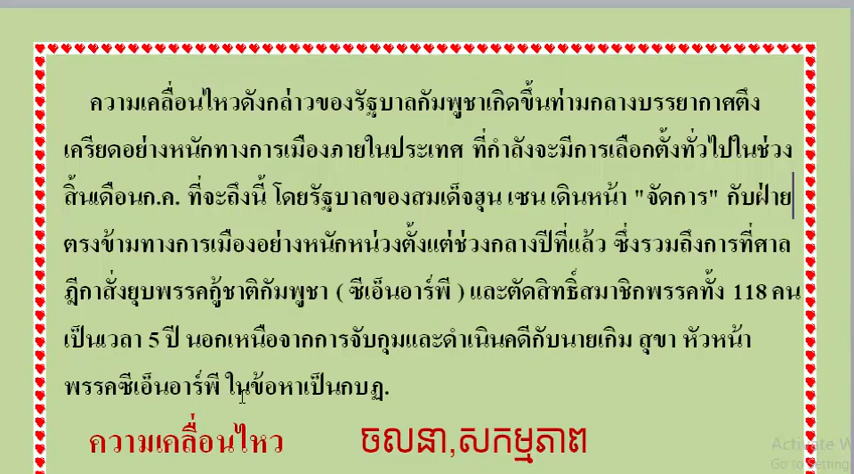 ความเคลื่อนไหวดังกล่าวของรัฐบาลกัมพูชาเกิดขึ้นท่ามกลางบรรยากาศตึง
เครียดอย่างหนักทางการเมืองภายในประเทศ ที่กำลังจะมีการเลือกตั้งทั่วไปในช่วง
สิ้นเดือนก.ค. ที่จะถึงนี้ โดยรัฐบาลของสมเด็จฮุน เซน เดินหน้า "จัดการ" กับฝ่าย
ตรงข้ามทางการเมืองอย่างหนักหน่วงตั้งแต่ช่วงกลางปีที่แล้ว ซึ่งรวมถึงการที่ศาล
ฎีกาสั่งยุบพรรคกู้ชาติกัมพูชา ( ซีเอ็นอาร์พี ) และตัดสิทธิ์สมาชิกพรรคทั้ง 118 คน
เป็นเวลา 5 ปี นอกเหนือจากการจับกุมและดำเนินคดีกับนายเกิม สุขา หัวหน้า
พรรคซีเอ็นอาร์พี ในข้อหาเป็นกบฏ.
ความเคลื่อนไหว ចលនា,សកម្មភាព
Activate W
Go to Setting